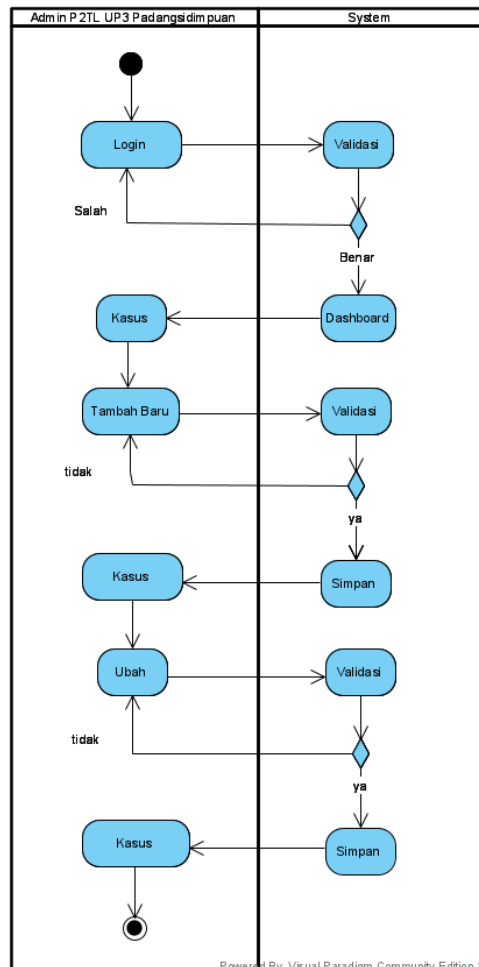 Admin P2TL UP3 Padangsidimpuan
System
Login
Validasi
Salah
Benar
Kasus
Dashboard
Tambah Baru
Validasi
tidak
ya
Kasus
Simpan
Ubah
Validasi
tidak
ya
Kasus
Simpan
Powered By Visual Paradigm Community Edition